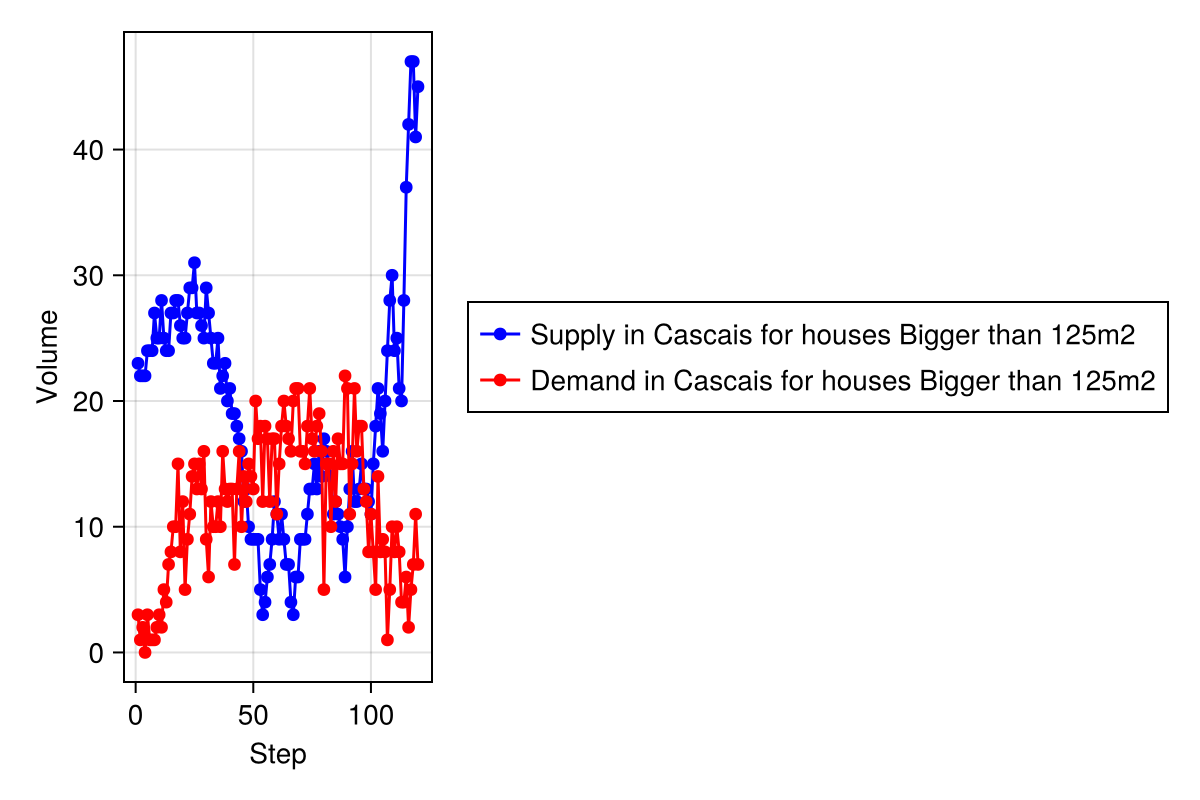 Volume
40
30
20
10
0
0 50 100
Step
Supply in Cascais for houses Bigger than 125m2
Demand in Cascais for houses Bigger than 125m2